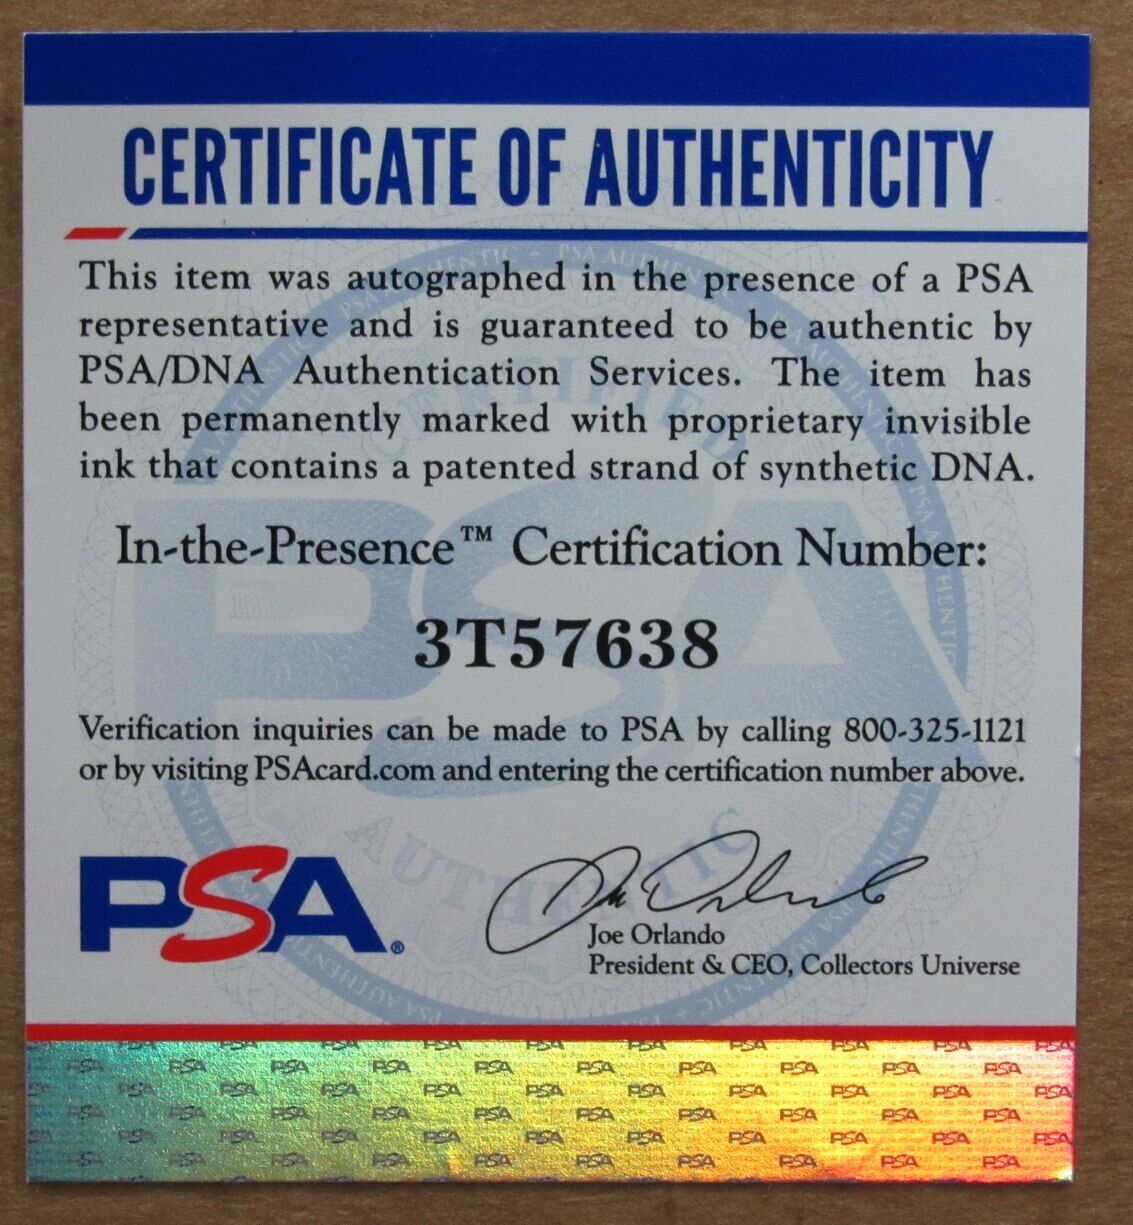 CERTIFICATE OF AUTHENTICITY
This item was autographed in the presence of a PSA
representative and is guaranteed to be authentic by
PSA/DNA Authentication Services. The item has
been permanently marked with proprietary invisible
ink that contains a patented strand of synthetic DNA.
In-the-Presence™ Certification Number:
3T57638
Verification inquiries can be made to PSA by calling 800-325-1121
or by visiting PSAcard.com and entering the certification number above.
PSA®
Joe Orlando
President & CEO, Collectors Universe
CERTIFIED
PSA
AUTHENTIC